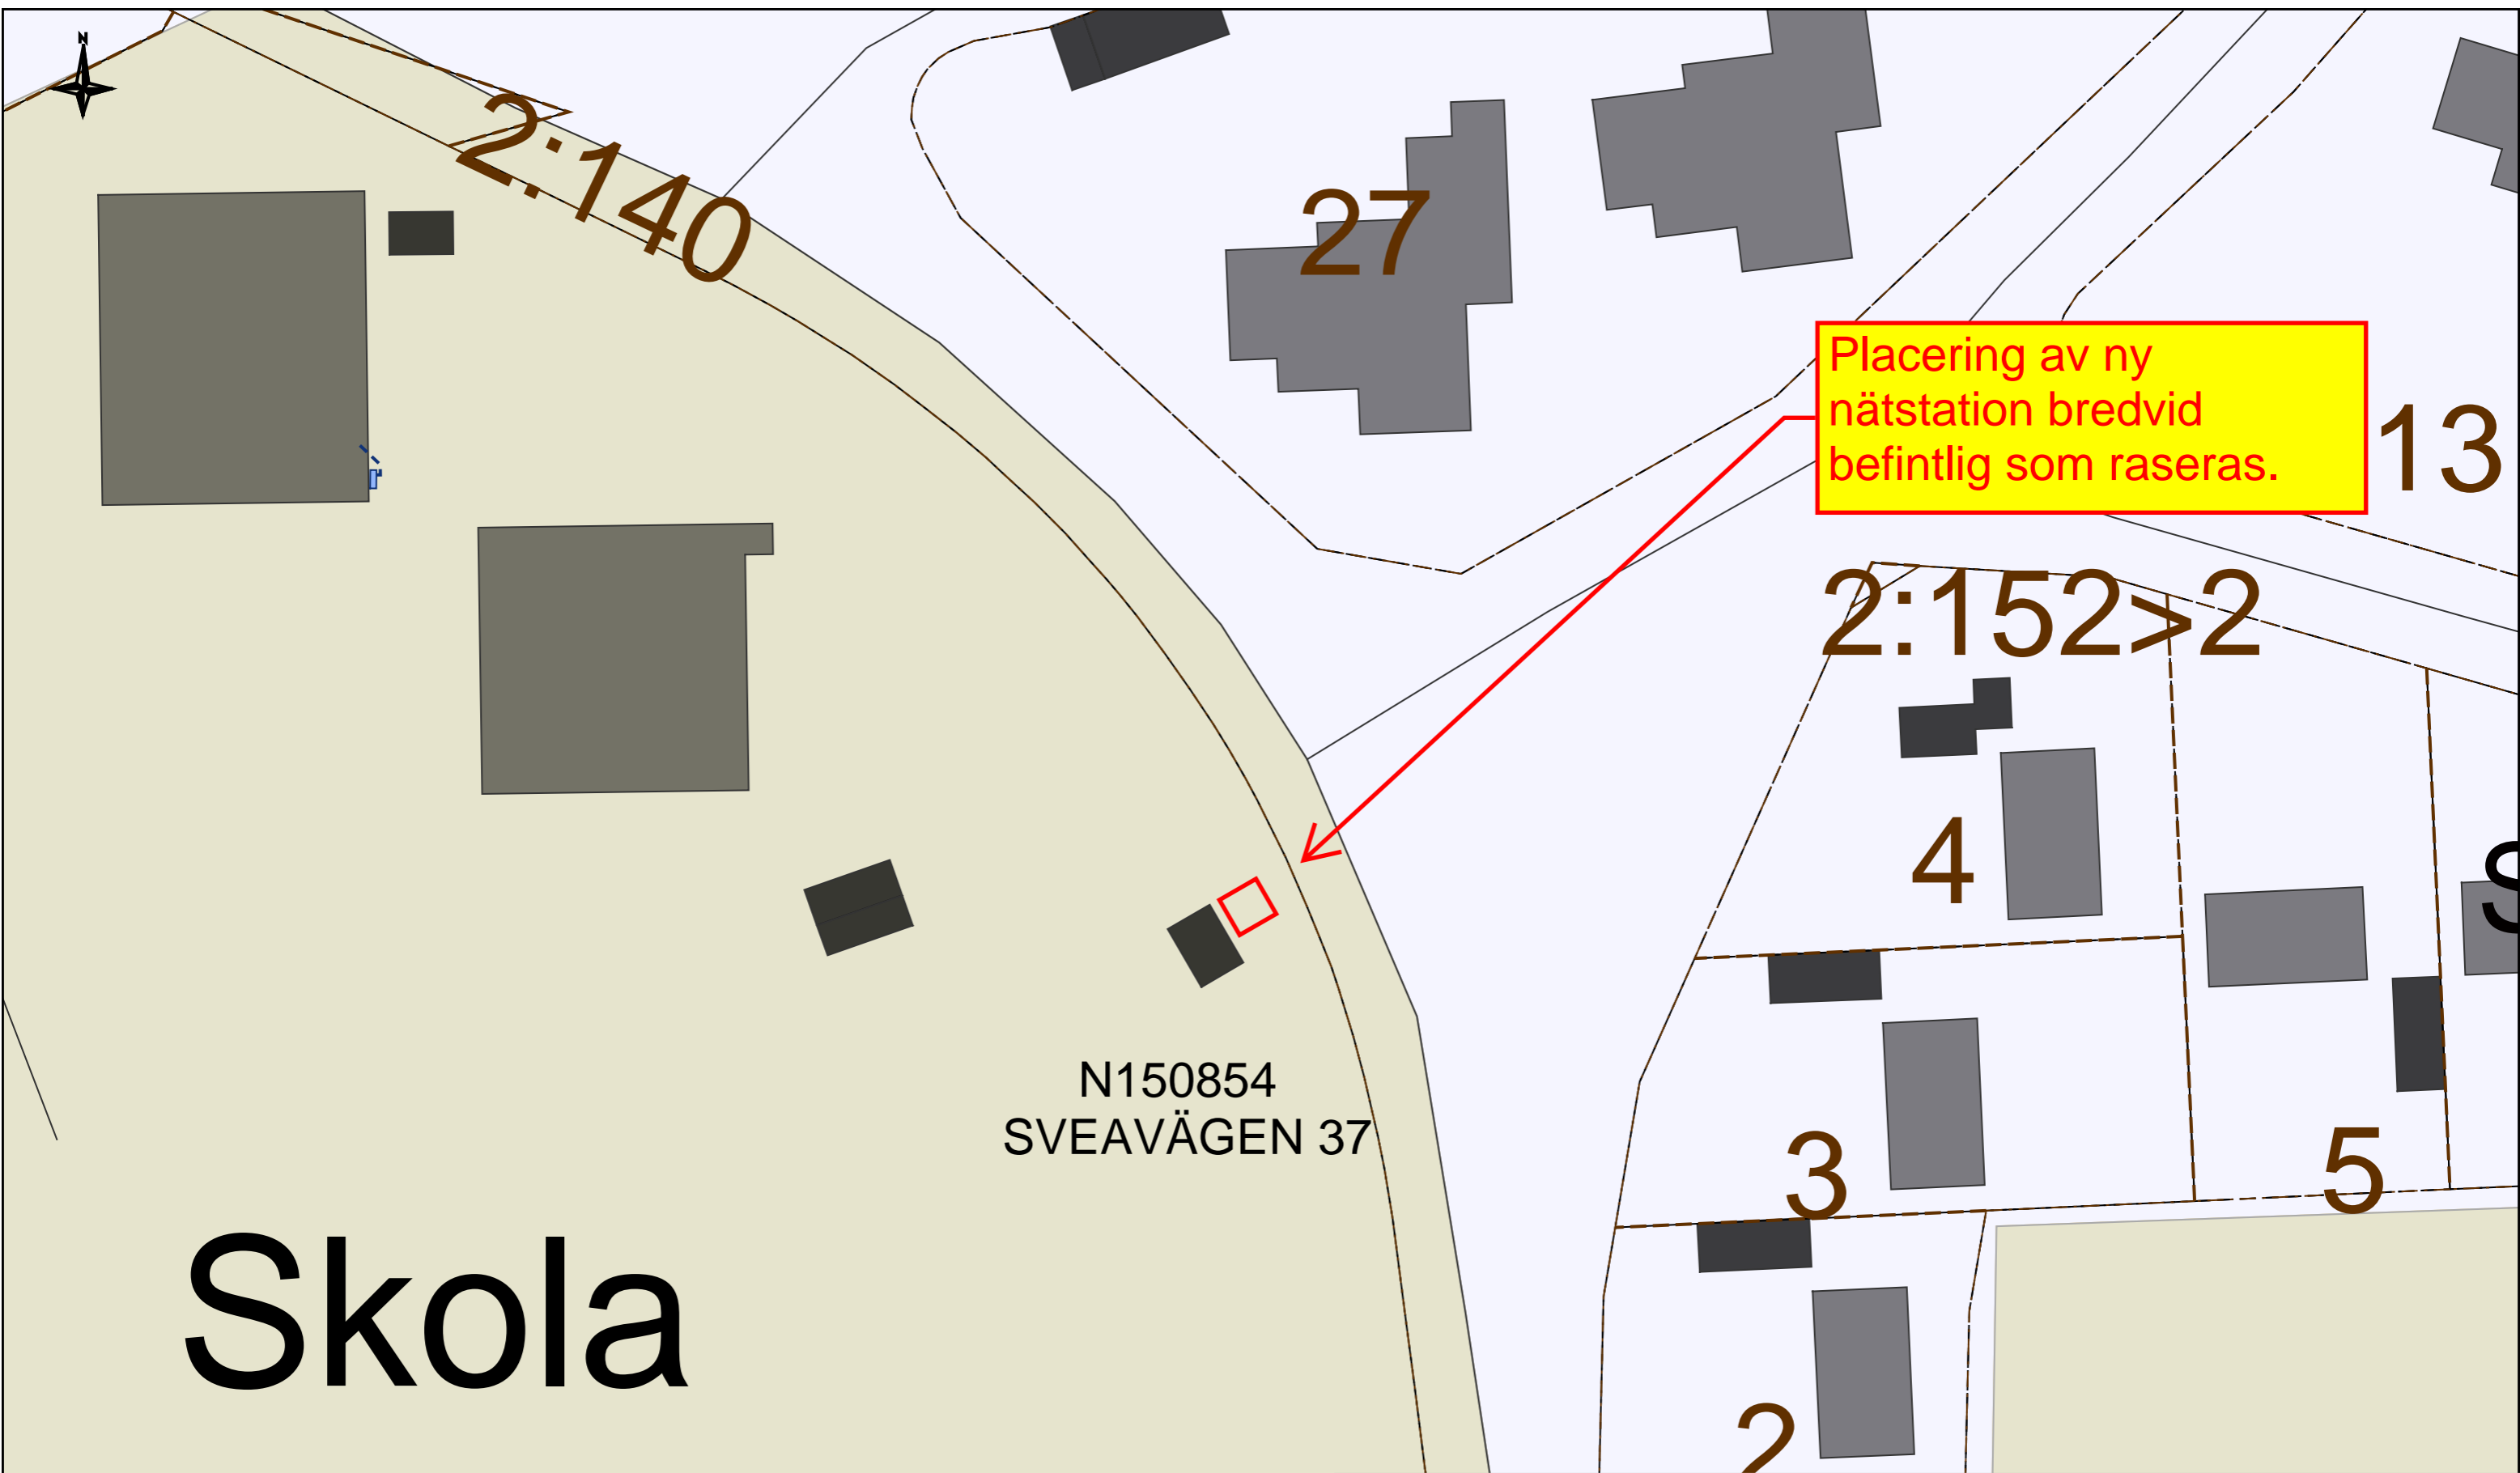 N
2:140
27
Placering av ny
nätstation bredvid
befintlig som raseras.
13
2:152>2
4
S
N150854
SVEAVÄGEN 37
3
5
Skola
2